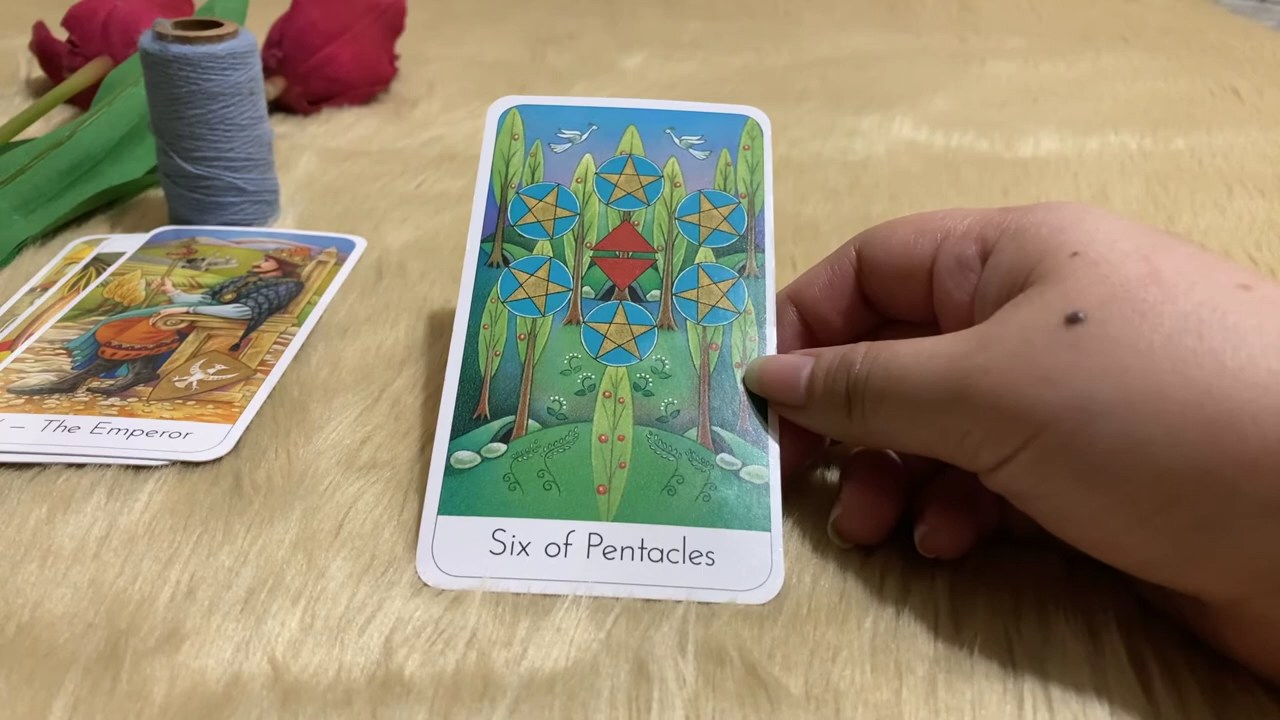 – The Emperor
Six of Pentacles